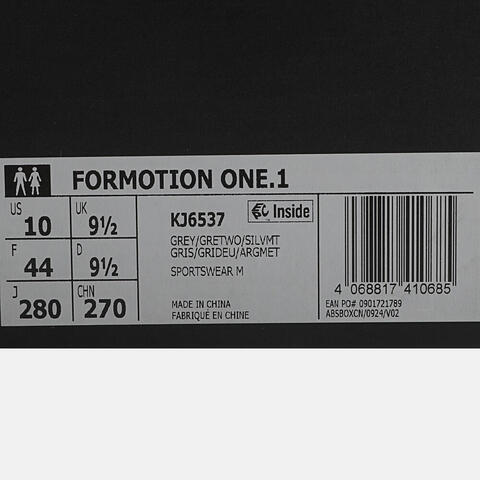 FORMOTION ONE.1
US 10 UK 9½
F 44 D 9½
J 280 CHN 270
KJ6537
Inside
GREY/GRETWO/SILVMT
GRIS/GRIDEU/ARGMET
SPORTSWEAR M
MADE IN CHINA
FABRIQUÉ EN CHINE
4 068817 410685
EAN PO# 0901721789
ABSBOXCN/0924/V02